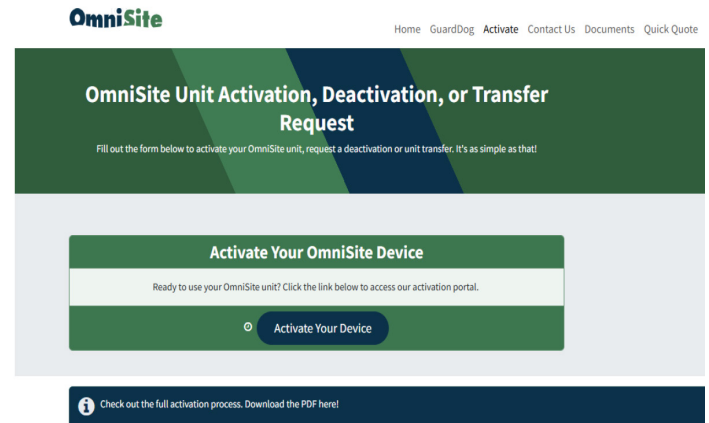 OmniSite
Home GuardDog Activate Contact Us Documents Quick Quote
OmniSite Unit Activation, Deactivation, or Transfer
Request
Fill out the form below to activate your OmniSite unit, request a deactivation or unit transfer. It's as simple as that!
Activate Your OmniSite Device
Ready to use your OmniSite unit? Click the link below to access our activation portal.
Activate Your Device
Check out the full activation process. Download the PDF here!